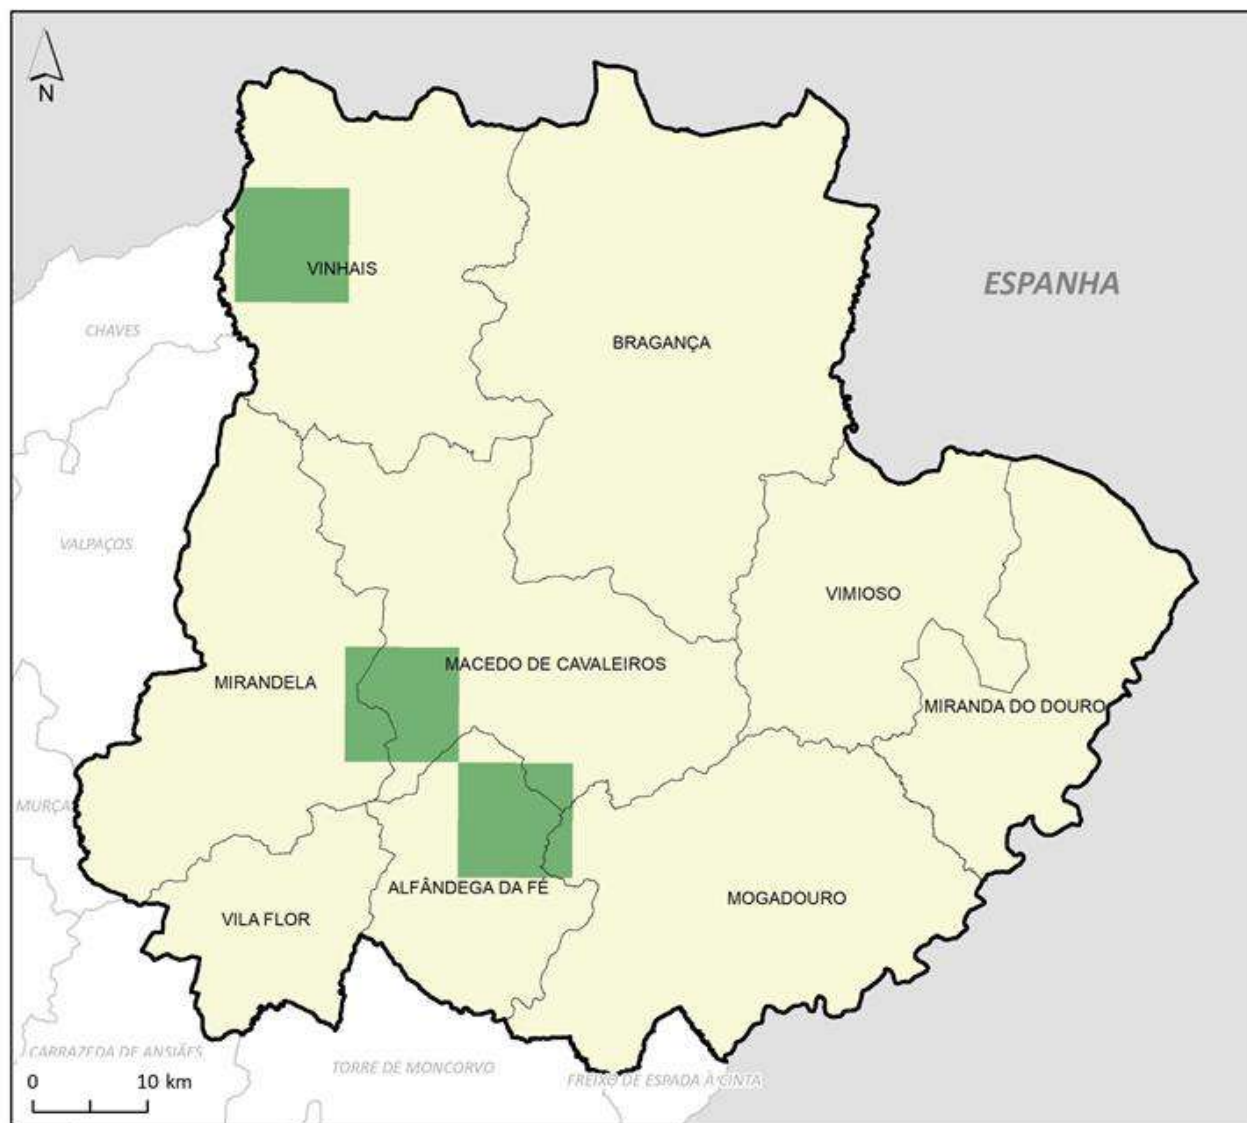 N
ESPANHA
VINHAIS
CHAVES
BRAGANÇA
VALPAÇOS
VIMIOSO
MACEDO DE CAVALEIROS
MIRANDELA
MIRANDA DO DOURO
MURÇA
ALFÂNDEGA DA FÉ
MOGADOURO
VILA FLOR
CARRAZEDA DE ANSIÃES
TORRE DE MONCORVO
FREIXO DE ESPADA À CINTA
0 10 km